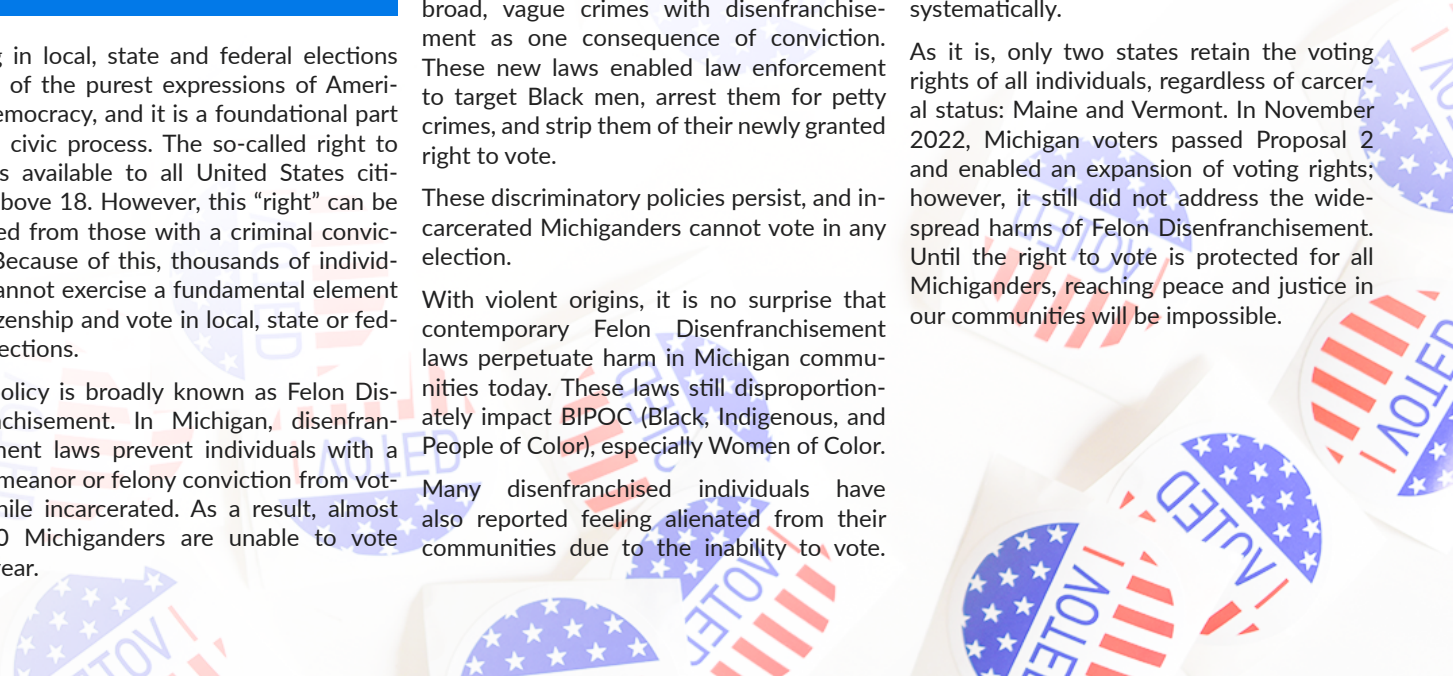 in local, state and federal elections
of the purest expressions of Ameri-
emocracy, and it is a foundational part
civic process. The so-called right to
s available to all United States citi-
bove 18. However, this “right” can be
ed from those with a criminal convic-
Because of this, thousands of individ-
annot exercise a fundamental element
zenship and vote in local, state or fed-
ections.
olicy is broadly known as Felon Dis-
chisement. In Michigan, disenfran-
ment laws prevent individuals with a
meanor or felony conviction from vot-
hile incarcerated. As a result, almost
0 Michiganders are unable to vote
year.
broad, vague crimes with disenfranchise-
ment as one consequence of conviction.
These new laws enabled law enforcement
to target Black men, arrest them for petty
crimes, and strip them of their newly granted
right to vote.
These discriminatory policies persist, and in-
carcerated Michiganders cannot vote in any
election.
With violent origins, it is no surprise that
contemporary Felon Disenfranchisement
laws perpetuate harm in Michigan commu-
nities today. These laws still disproportion-
ately impact BIPOC (Black, Indigenous, and
People of Color), especially Women of Color.
Many disenfranchised individuals have
also reported feeling alienated from their
communities due to the inability to vote.
systematically.
As it is, only two states retain the voting
rights of all individuals, regardless of carcer-
al status: Maine and Vermont. In November
2022, Michigan voters passed Proposal 2
and enabled an expansion of voting rights;
however, it still did not address the wide-
spread harms of Felon Disenfranchisement.
Until the right to vote is protected for all
Michiganders, reaching peace and justice in
our communities will be impossible.
VOTED
VOTED
VOTED
VOTED
VOTED
VOTED